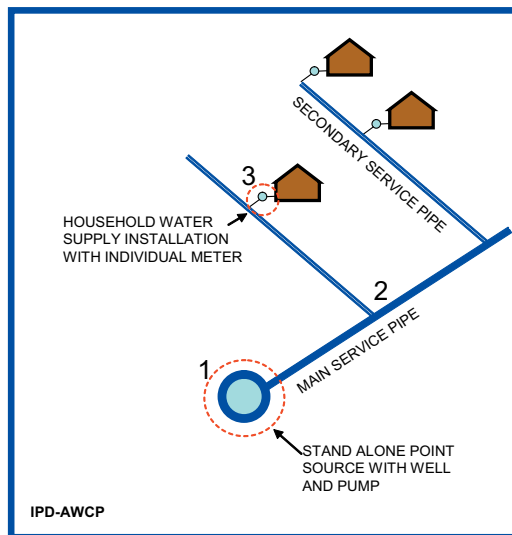 SECONDARY SERVICE PIPE
3
HOUSEHOLD WATER
SUPPLY INSTALLATION
WITH INDIVIDUAL METER
2
MAIN SERVICE PIPE
1
STAND ALONE POINT
SOURCE WITH WELL
AND PUMP
IPD-AWCP